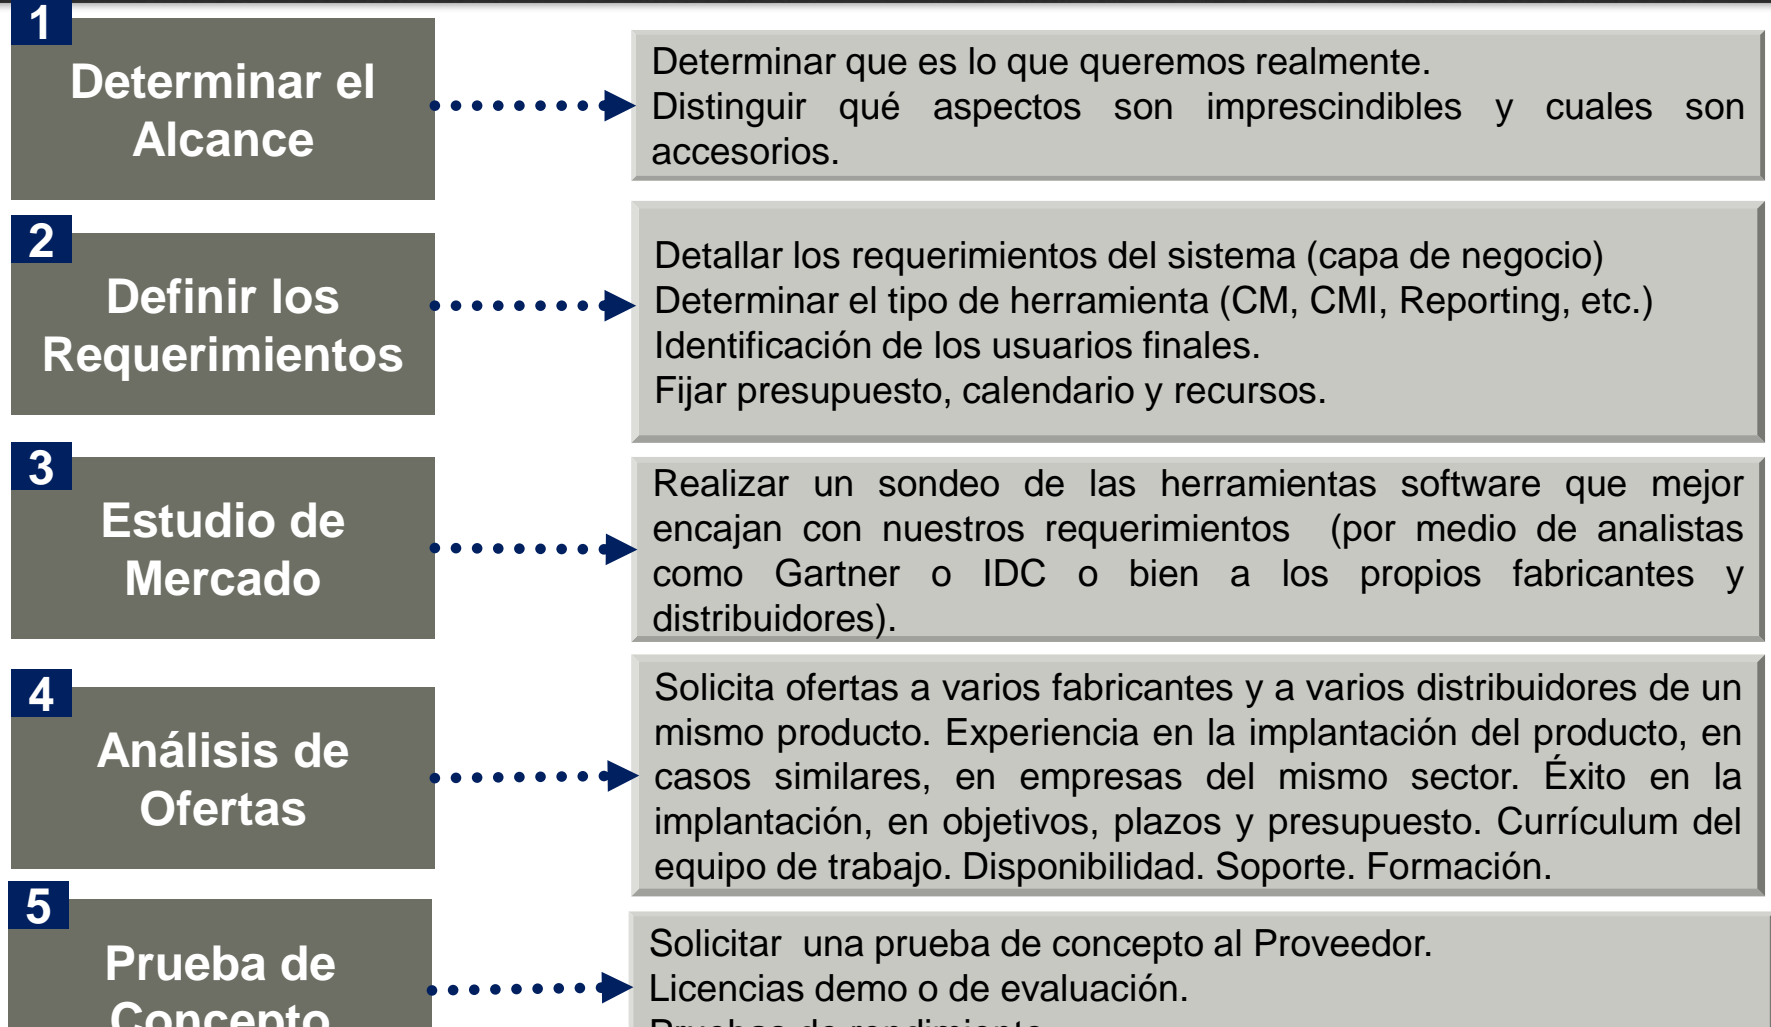 1
Determinar el
Alcance
Determinar que es lo que queremos realmente.
Distinguir qué aspectos son imprescindibles y cuales son
accesorios.
2
Definir los
Requerimientos
Detallar los requerimientos del sistema (capa de negocio)
Determinar el tipo de herramienta (CM, CMI, Reporting, etc.)
Identificación de los usuarios finales.
Fijar presupuesto, calendario y recursos.
3
Estudio de
Mercado
Realizar un sondeo de las herramientas software que mejor
encajan con nuestros requerimientos (por medio de analistas
como Gartner o IDC o bien a los propios fabricantes y
distribuidores).
4
Análisis de
Ofertas
Solicita ofertas a varios fabricantes y a varios distribuidores de un
mismo producto. Experiencia en la implantación del producto, en
casos similares, en empresas del mismo sector. Éxito en la
implantación, en objetivos, plazos y presupuesto. Currículum del
equipo de trabajo. Disponibilidad. Soporte. Formación.
5
Prueba de
Concepto
Solicitar una prueba de concepto al Proveedor.
Licencias demo o de evaluación.
Pruebas de rendimiento